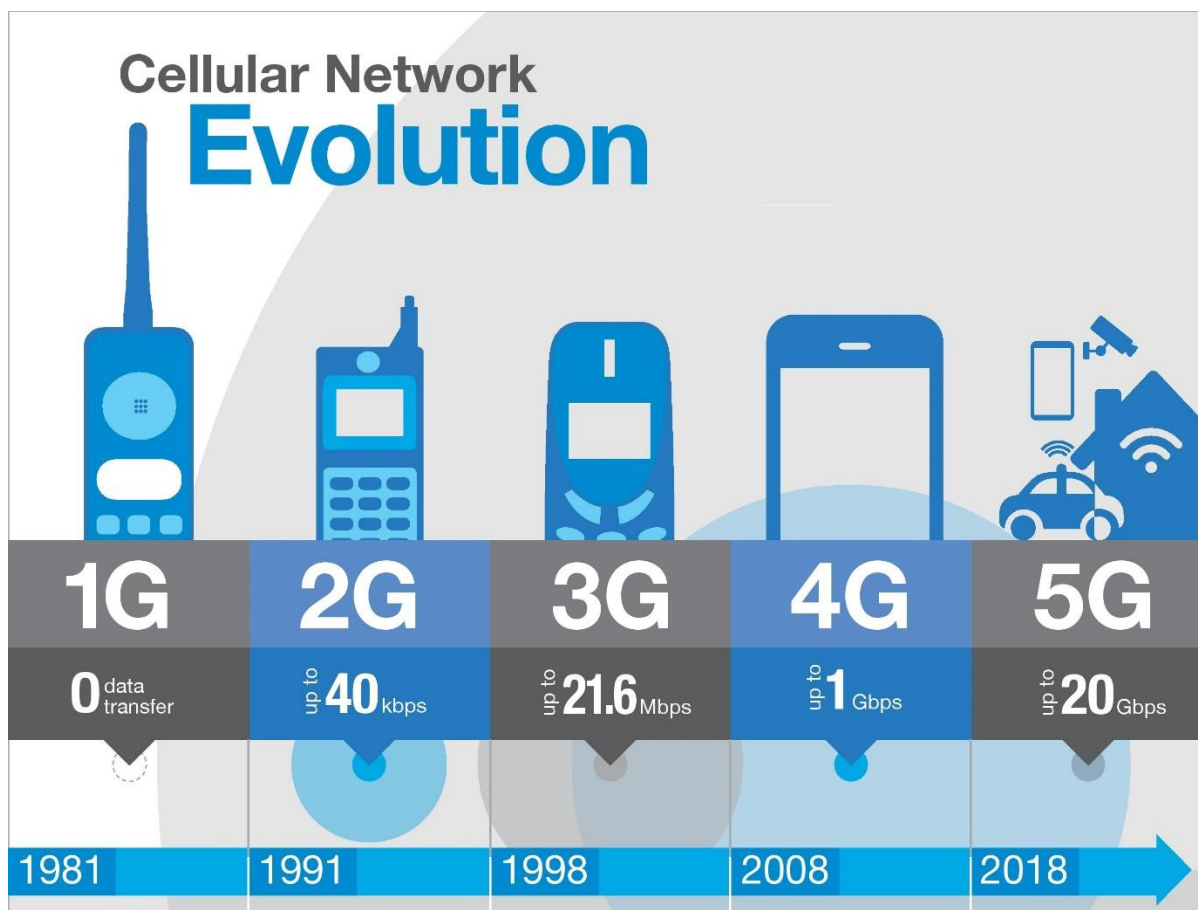 Cellular Network
Evolution
1G
2G
3G
4G
5G
0 data transfer
up to 40 kbps
up to 21.6 Mbps
up to 1 Gbps
up to 20 Gbps
1981
1991
1998
2008
2018